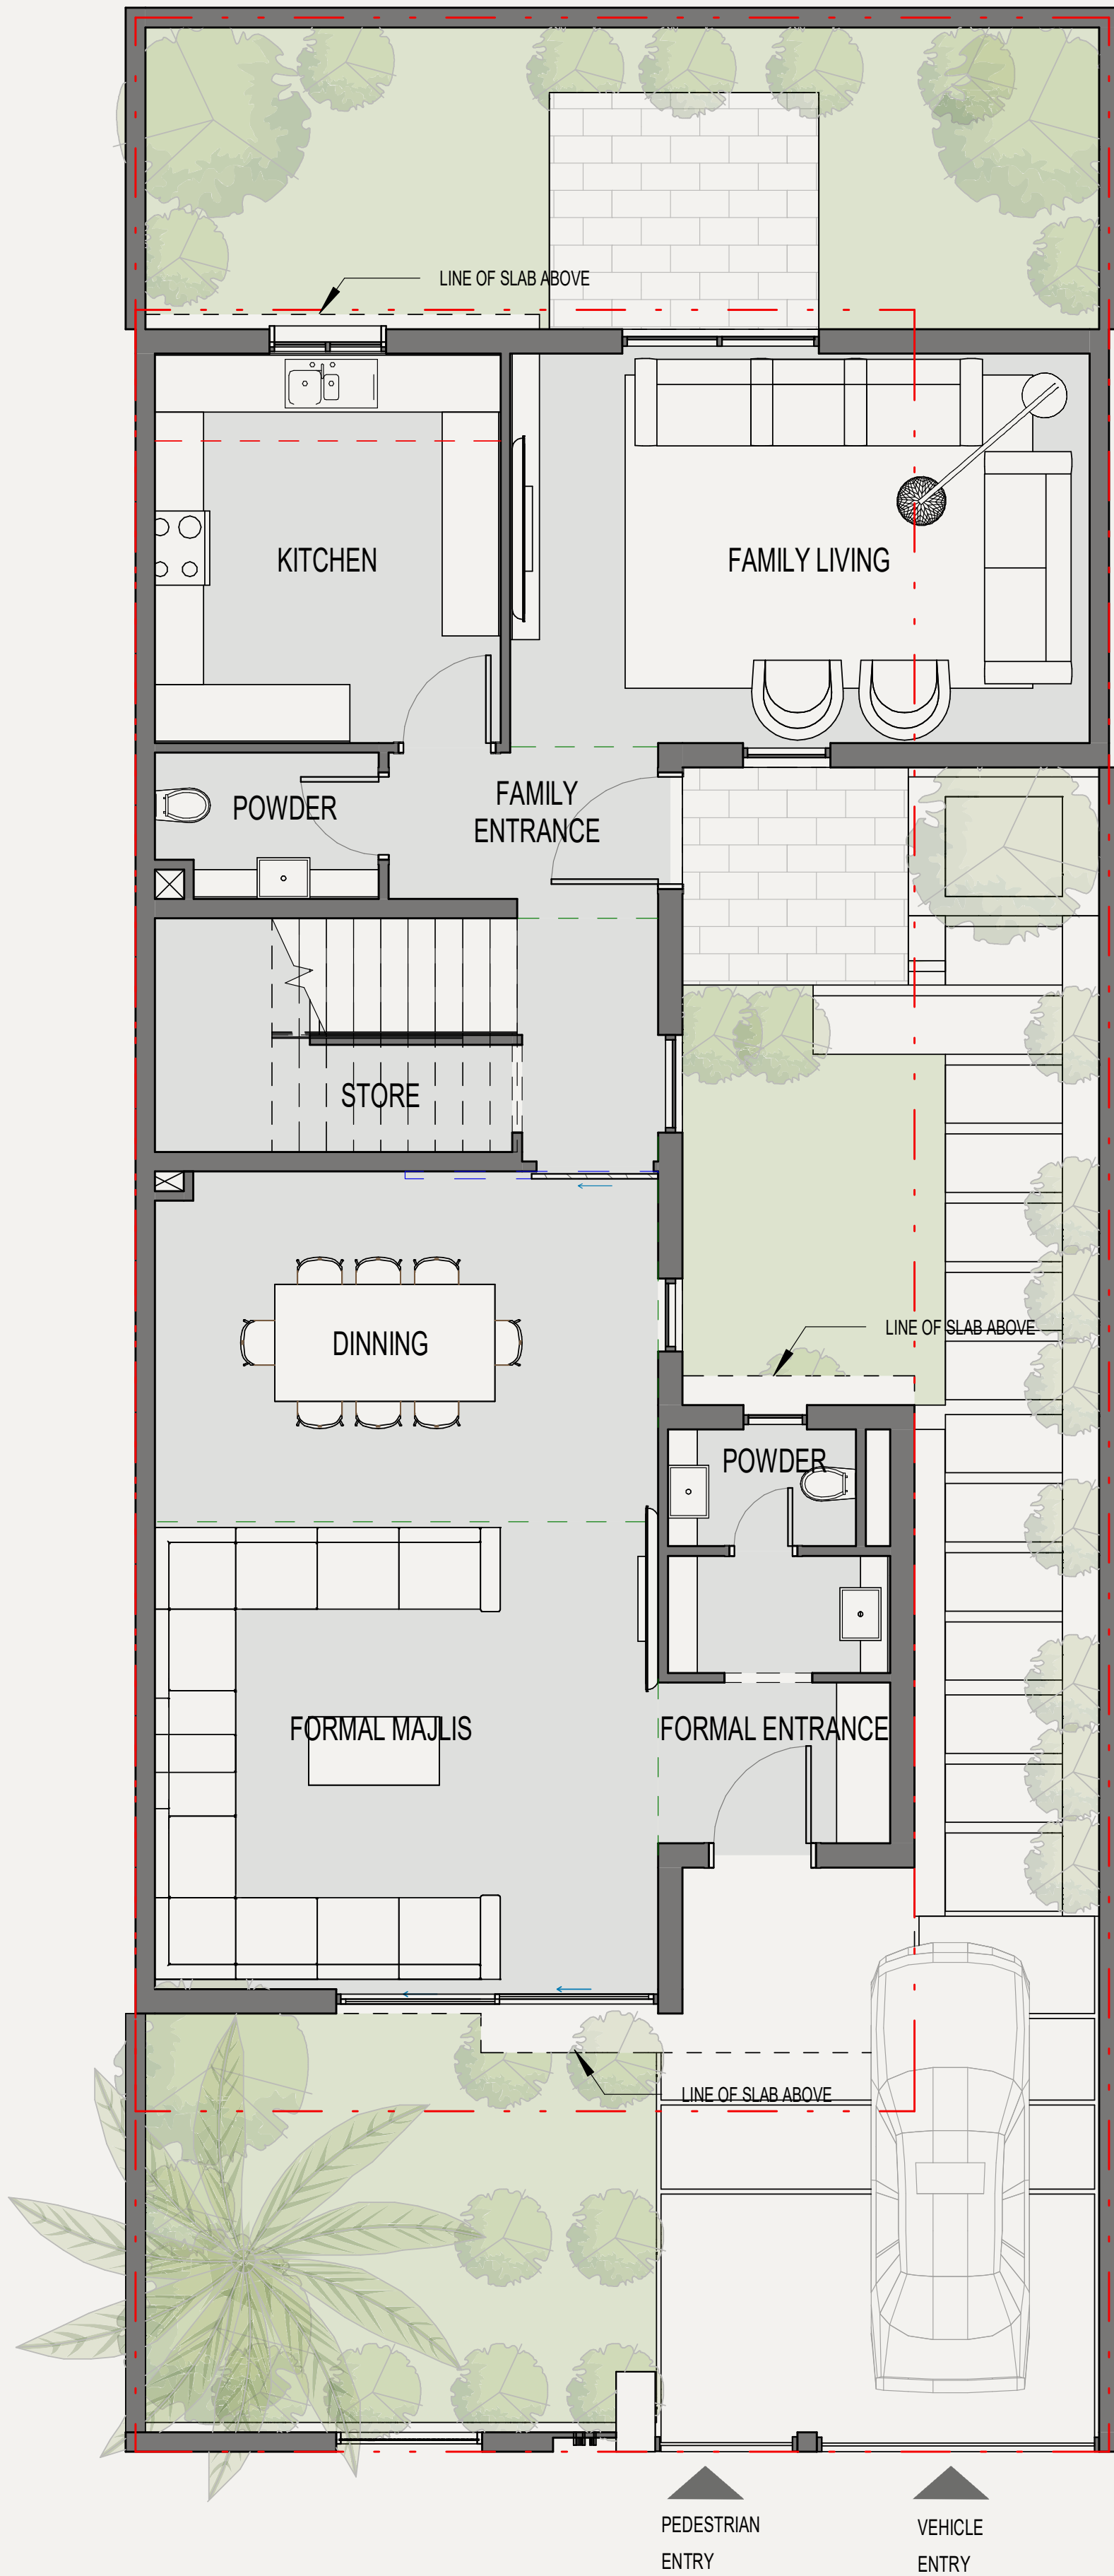 LINE OF SLAB ABOVE
KITCHEN
FAMILY LIVING
POWDER
FAMILY
ENTRANCE
STORE
DINNING
LINE OF SLAB ABOVE
POWDER
FORMAL MAJLIS
FORMAL ENTRANCE
LINE OF SLAB ABOVE
PEDESTRIAN
ENTRY
VEHICLE
ENTRY